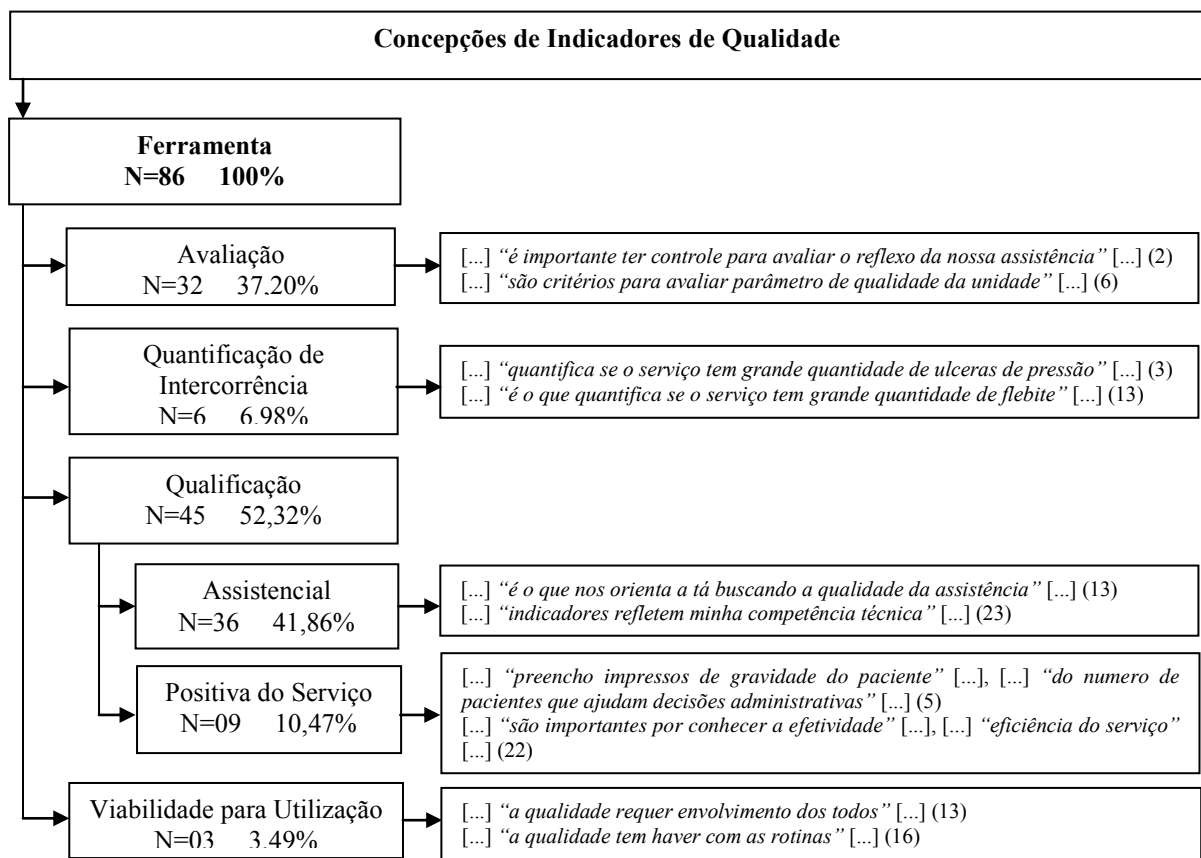 Concepções de Indicadores de Qualidade
Ferramenta
N=86 100%
Avaliação
N=32 37,20%
[...] “é importante ter controle para avaliar o reflexo da nossa assistência” [...] (2)
[...] “são critérios para avaliar parâmetro de qualidade da unidade” [...] (6)
Quantificação de
Intercorrência
N=6 6,98%
[...] “quantifica se o serviço tem grande quantidade de ulceras de pressão” [...] (3)
[...] “é o que quantifica se o serviço tem grande quantidade de flebite” [...] (13)
Qualificação
N=45 52,32%
Assistencial
N=36 41,86%
[...] “é o que nos orienta a tá buscando a qualidade da assistência” [...] (13)
[...] “indicadores refletem minha competência técnica” [...] (23)
Positiva do Serviço
N=09 10,47%
[...] “preencho impressos de gravidade do paciente” [...], [...] “do numero de
pacientes que ajudam decisões administrativas” [...] (5)
[...] “são importantes por conhecer a efetividade” [...], [...] “eficiência do serviço”
[...] (22)
Viabilidade para Utilização
N=03 3,49%
[...] “a qualidade requer envolvimento dos todos” [...] (13)
[...] “a qualidade tem haver com as rotinas” [...] (16)